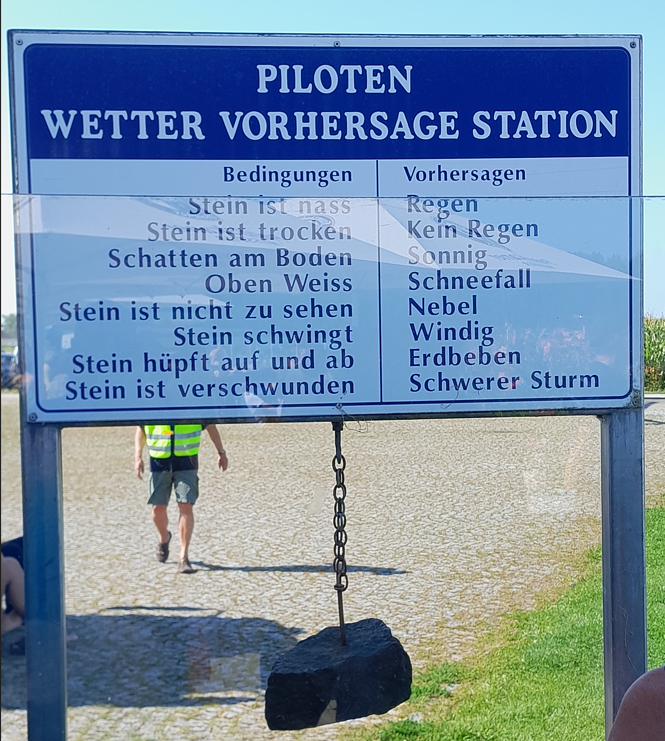 PILOTEN
WETTER VORHERSAGE STATION
Bedingungen Vorhersagen
Stein ist nass Regen
Stein ist trocken Kein Regen
Schatten am Boden Sonnig
Oben Weiss Schneefall
Stein ist nicht zu sehen Nebel
Stein schwingt Windig
Stein hüpft auf und ab Erdbeben
Stein ist verschwunden Schwerer Sturm